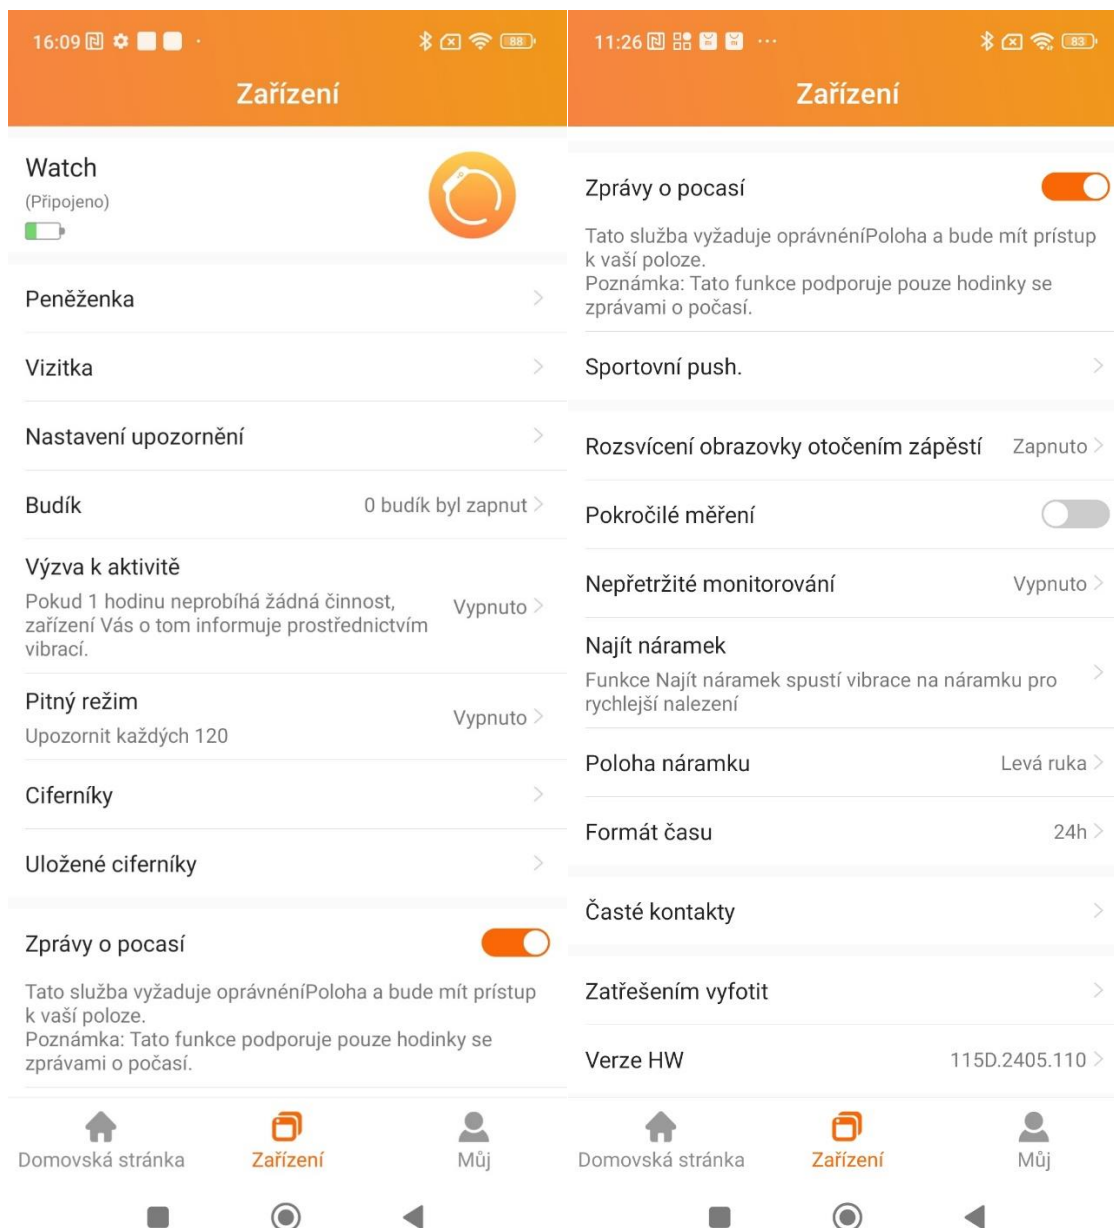 16:09
88
Zařízení
Watch
(Připojeno)
Peněženka
Vizitka
Nastavení upozornění
Budík
0 budík byl zapnut
Výzva k aktivitě
Pokud 1 hodinu neprobíhá žádná činnost,
zařízení Vás o tom informuje prostřednictvím
vibrací.
Vypnuto
Pitný režim
Upozornit každých 120
Vypnuto
Ciferníky
Uložené ciferníky
Zprávy o pocasí
Tato služba vyžaduje oprávnéníPoloha a bude mít prístup
k vaší poloze.
Poznámka: Tato funkce podporuje pouze hodinky se
zprávami o počasí.
Domovská stránka
Zařízení
Můj
11:26
83
Zařízení
Zprávy o pocasí
Tato služba vyžaduje oprávnéníPoloha a bude mít prístup
k vaší poloze.
Poznámka: Tato funkce podporuje pouze hodinky se
zprávami o počasí.
Sportovní push.
Rozsvícení obrazovky otočením zápěstí
Zapnuto
Pokročilé měření
Nepřetržité monitorování
Vypnuto
Najít náramek
Funkce Najít náramek spustí vibrace na náramku pro
rychlejší nalezení
Poloha náramku
Levá ruka
Formát času
24h
Časté kontakty
Zatřešením vyfotit
Verze HW
115D.2405.110
Domovská stránka
Zařízení
Můj